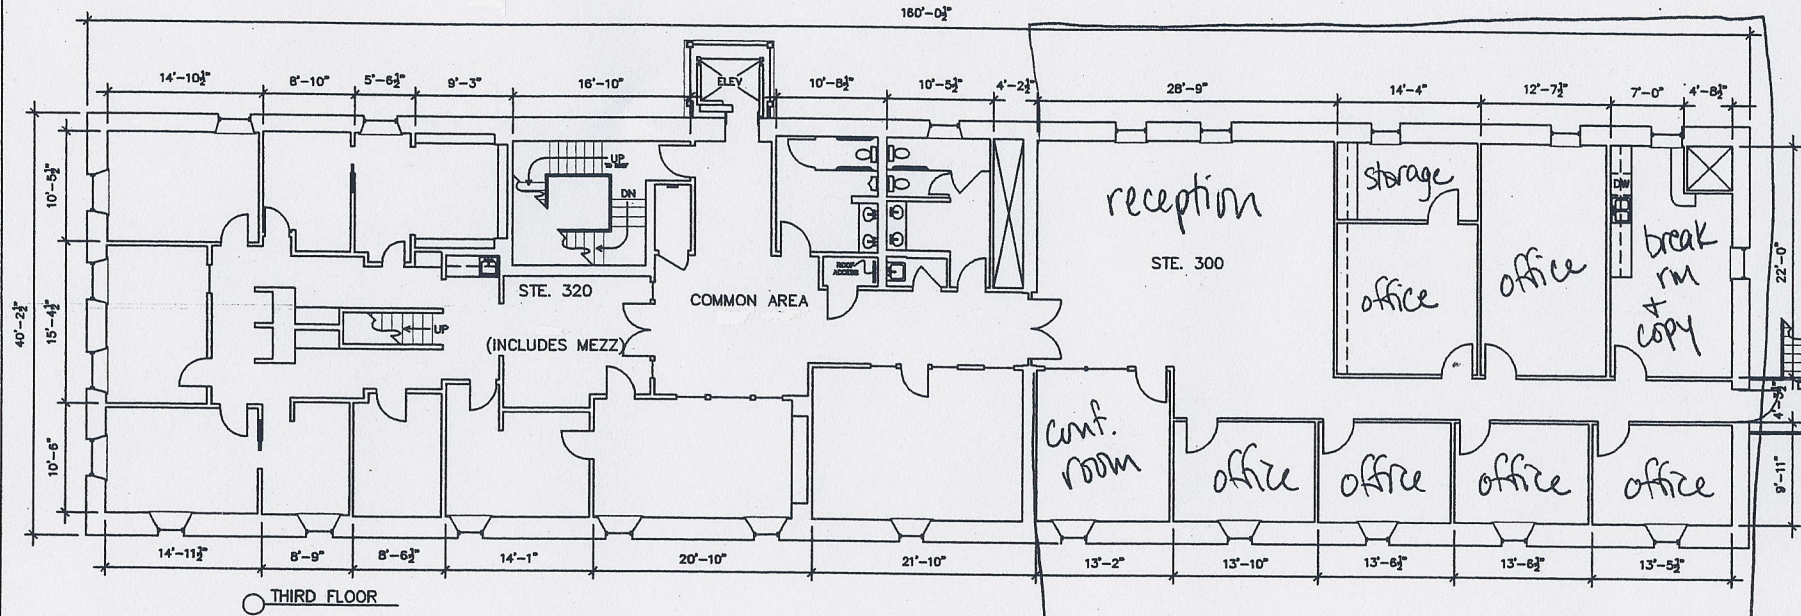 160'-0½"
14'-10½"
8'-10"
5'-6½"
9'-3"
16'-10"
ELEV
10'-8½"
10'-5½"
4'-2½"
28'-9"
14'-4"
12'-7½"
7'-0"
4'-8½"
40'-2½"
10'-5½"
15'-4½"
10'-6"
UP
DN
ROOF
ACCESS
UP
STE. 320
(INCLUDES MEZZ)
COMMON AREA
reception
STE. 300
storage
office
office
DW
break
rm
+
copy
22'-0"
4'-3½"
9'-11"
conf.
room
office
office
office
office
14'-11½"
8'-9"
8'-6½"
14'-1"
20'-10"
21'-10"
13'-2"
13'-10"
13'-6½"
13'-6½"
13'-5½"
THIRD FLOOR